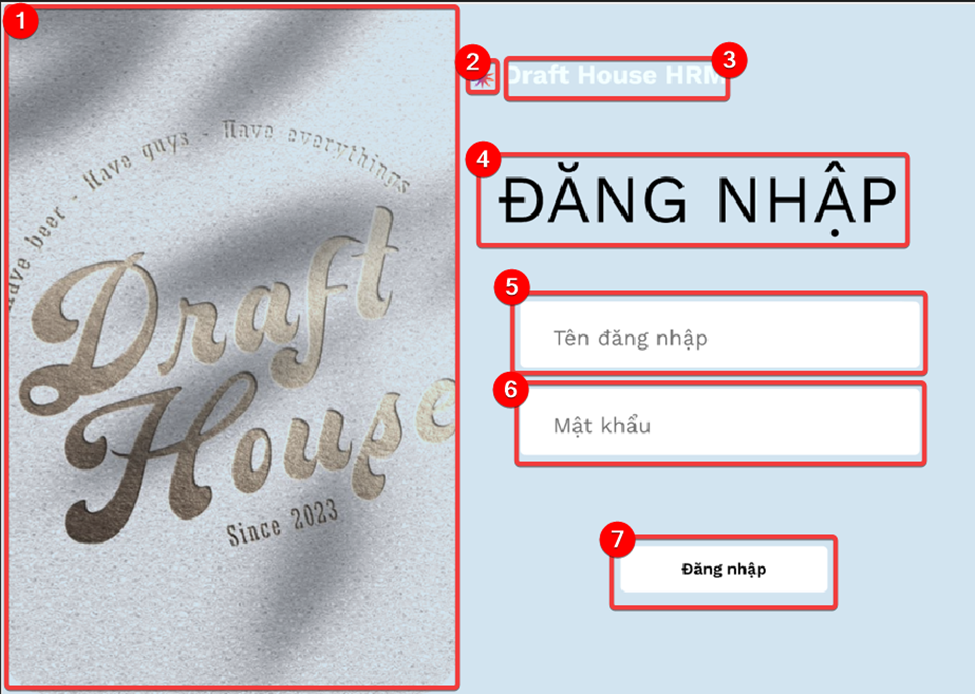 1
Have beer - Have guys - Have everythings
Draft
House
Since 2023
2
3
Draft House HRM
4
ĐĂNG NHẬP
5
Tên đăng nhập
6
Mật khẩu
7
Đăng nhập